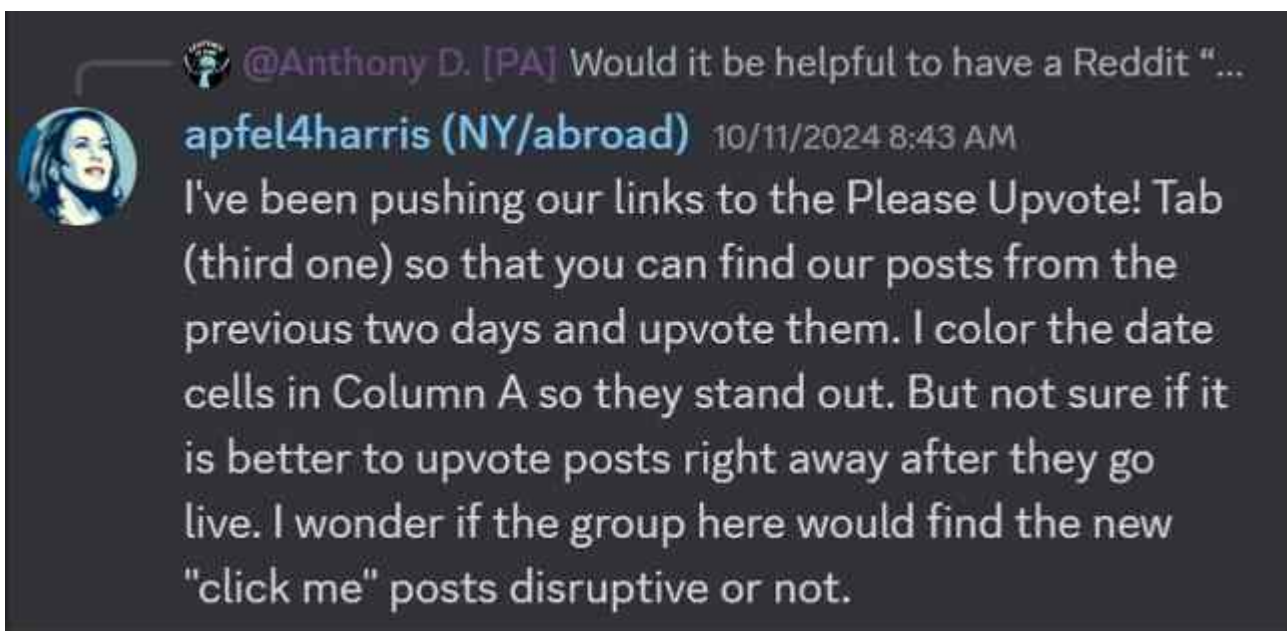 @Anthony D. [PA] Would it be helpful to have a Reddit “...
apfel4harris (NY/abroad) 10/11/2024 8:43 AM
I've been pushing our links to the Please Upvote! Tab
(third one) so that you can find our posts from the
previous two days and upvote them. I color the date
cells in Column A so they stand out. But not sure if it
is better to upvote posts right away after they go
live. I wonder if the group here would find the new
"click me" posts disruptive or not.